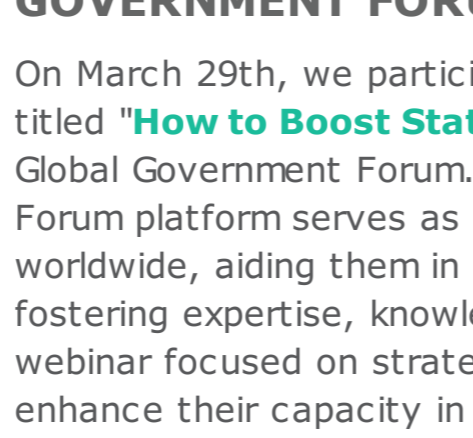 GOVERNMENT FOR
On March 29th, we partici
titled "How to Boost Stat
Global Government Forum.
Forum platform serves as
worldwide, aiding them in
fostering expertise, knowle
webinar focused on strate
enhance their capacity in